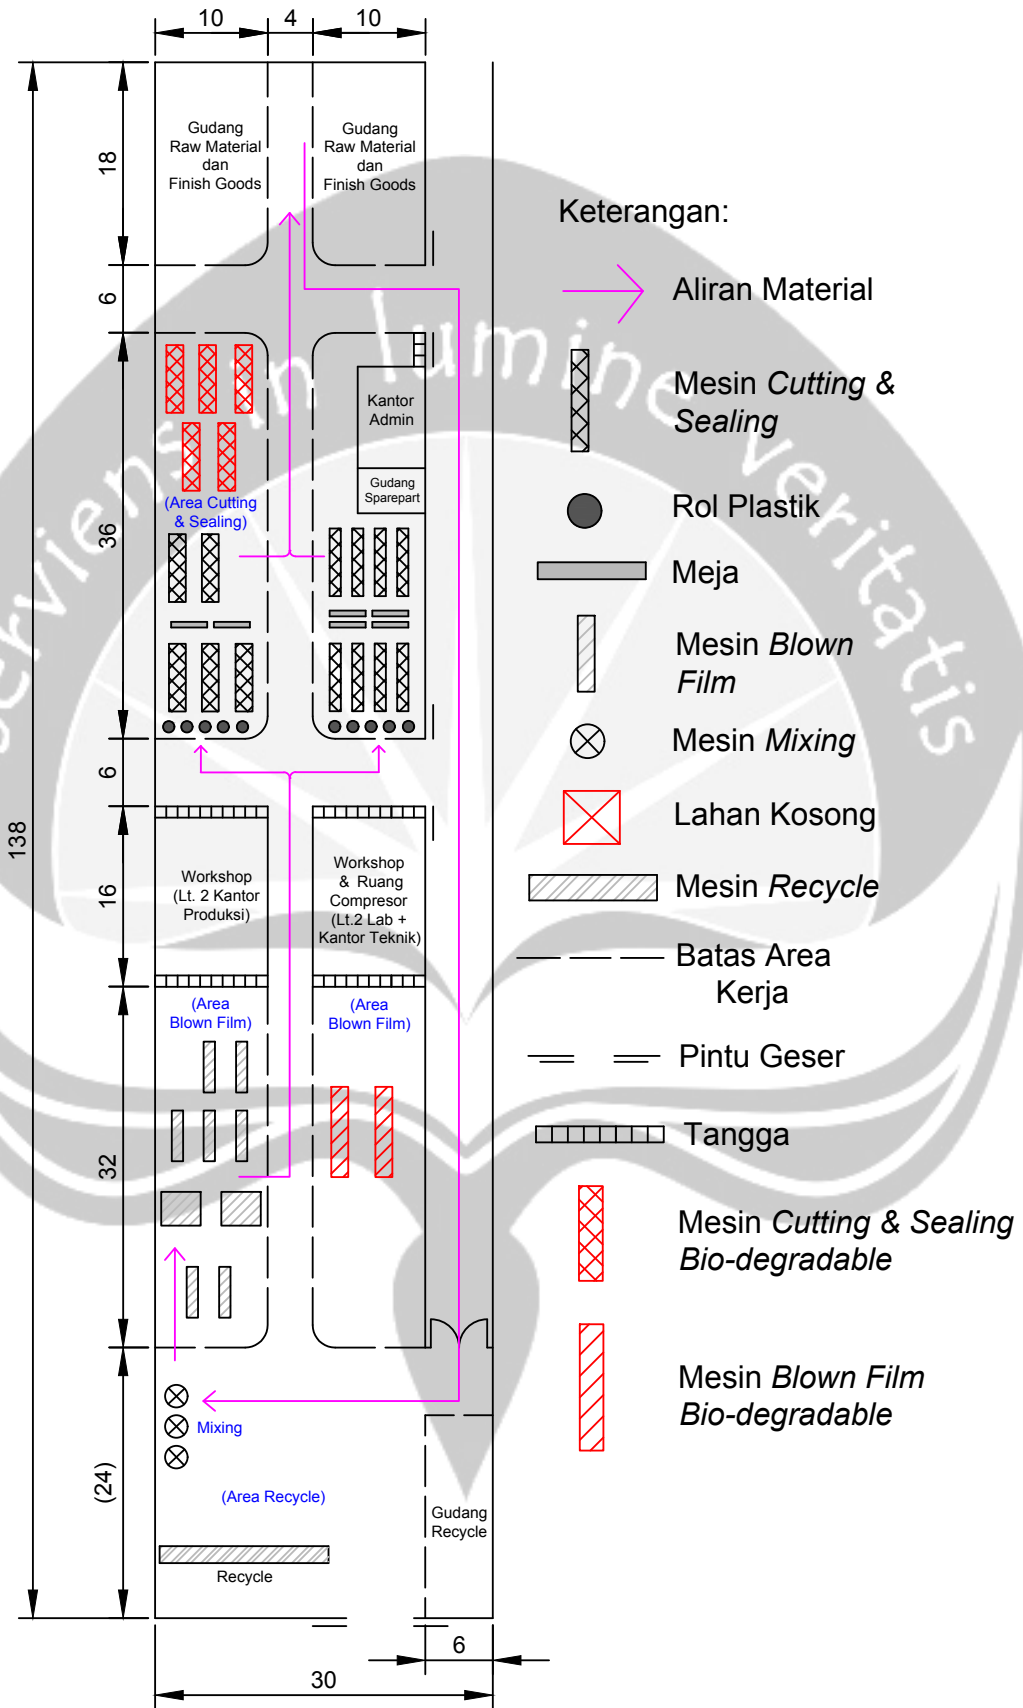 10
4
10
18
6
36
6
138
16
32
(24)
6
30
Gudang
Raw Material
dan
Finish Goods
Gudang
Raw Material
dan
Finish Goods
Kantor
Admin
Gudang
Sparepart
(Area Cutting
& Sealing)
Workshop
(Lt. 2 Kantor
Produksi)
Workshop
& Ruang
Compresor
(Lt.2 Lab +
Kantor Teknik)
(Area
Blown Film)
(Area
Blown Film)
Mixing
(Area Recycle)
Recycle
Gudang
Recycle
Keterangan:
Aliran Material
Mesin Cutting &
Sealing
Rol Plastik
Meja
Mesin Blown
Film
Mesin Mixing
Lahan Kosong
Mesin Recycle
Batas Area
Kerja
Pintu Geser
Tangga
Mesin Cutting & Sealing
Bio-degradable
Mesin Blown Film
Bio-degradable
serviens in lumine veritatis